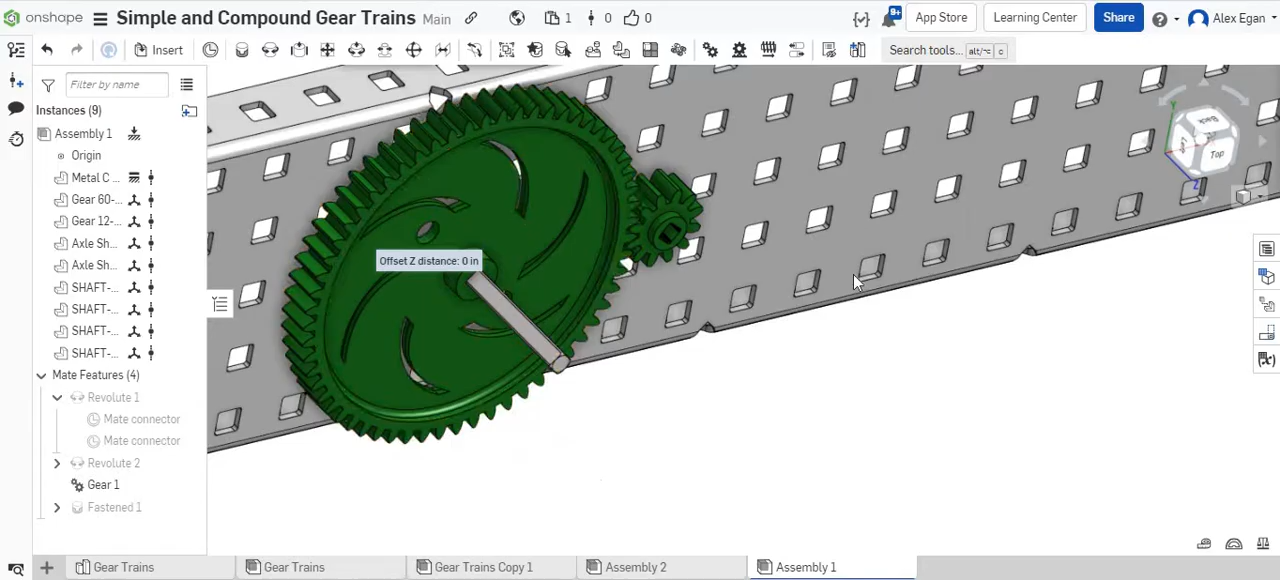 onshape Simple and Compound Gear Trains Main 1 0 0 9+ App Store Learning Center Share Alex Egan
Insert Search tools... alt/⌥ c
Filter by name
Instances (9)
Assembly 1
Origin
Metal C ...
Gear 60-...
Gear 12-...
Axle Sh...
Axle Sh...
SHAFT-...
SHAFT-...
SHAFT-...
SHAFT-...
Mate Features (4)
Revolute 1
Mate connector
Mate connector
Revolute 2
Gear 1
Fastened 1
Offset Z distance: 0 in
Y
Back
Top
Z
Gear Trains Gear Trains Gear Trains Copy 1 Assembly 2 Assembly 1